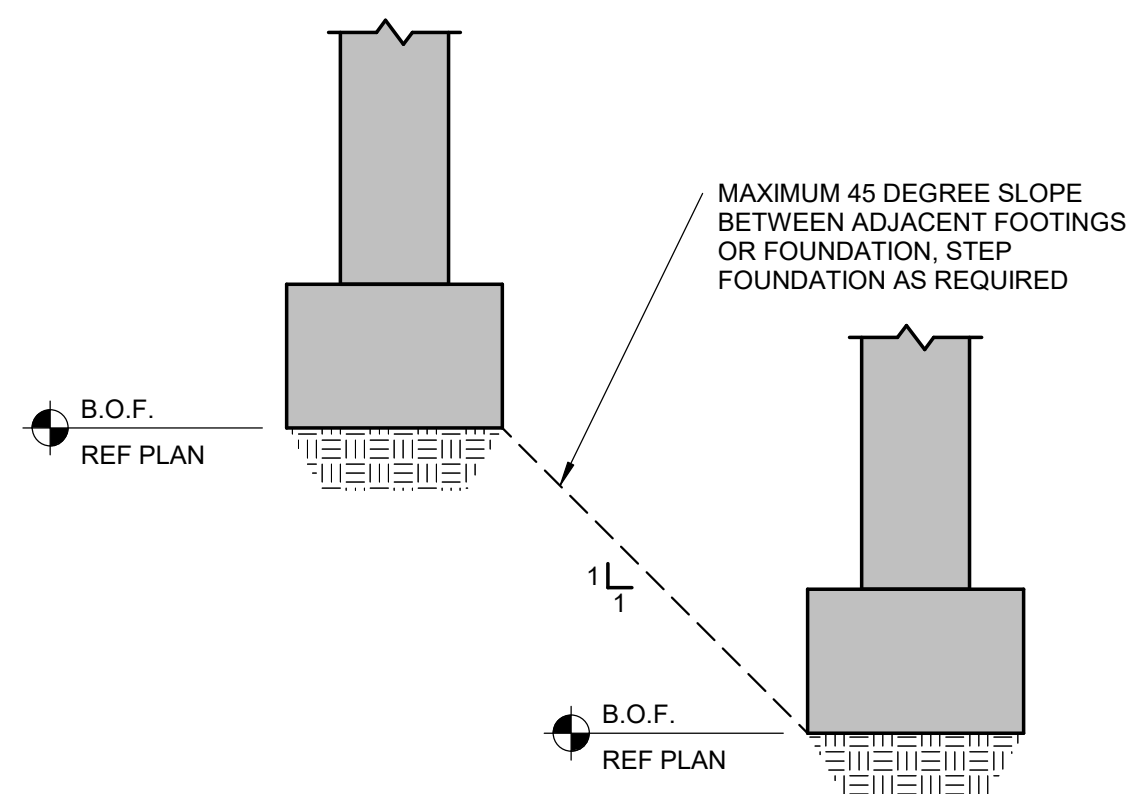 MAXIMUM 45 DEGREE SLOPE
BETWEEN ADJACENT FOOTINGS
OR FOUNDATION, STEP
FOUNDATION AS REQUIRED
B.O.F.
REF PLAN
1
1
B.O.F.
REF PLAN